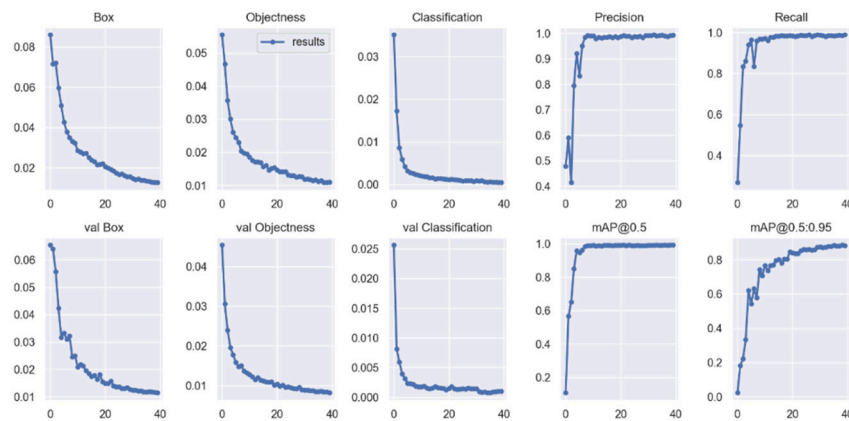 Box
Objectness
Classification
Precision
Recall
results
0.08
0.06
0.04
0.02
0.05
0.04
0.03
0.02
0.01
0.03
0.02
0.01
0.00
1.0
0.9
0.8
0.7
0.6
0.5
0.4
1.0
0.8
0.6
0.4
0 20 40
0 20 40
0 20 40
0 20 40
0 20 40
val Box
val Objectness
val Classification
mAP@0.5
mAP@0.5:0.95
0.06
0.05
0.04
0.03
0.02
0.01
0.04
0.03
0.02
0.01
0.025
0.020
0.015
0.010
0.005
0.000
1.0
0.8
0.6
0.4
0.2
0.8
0.6
0.4
0.2
0.0
0 20 40
0 20 40
0 20 40
0 20 40
0 20 40